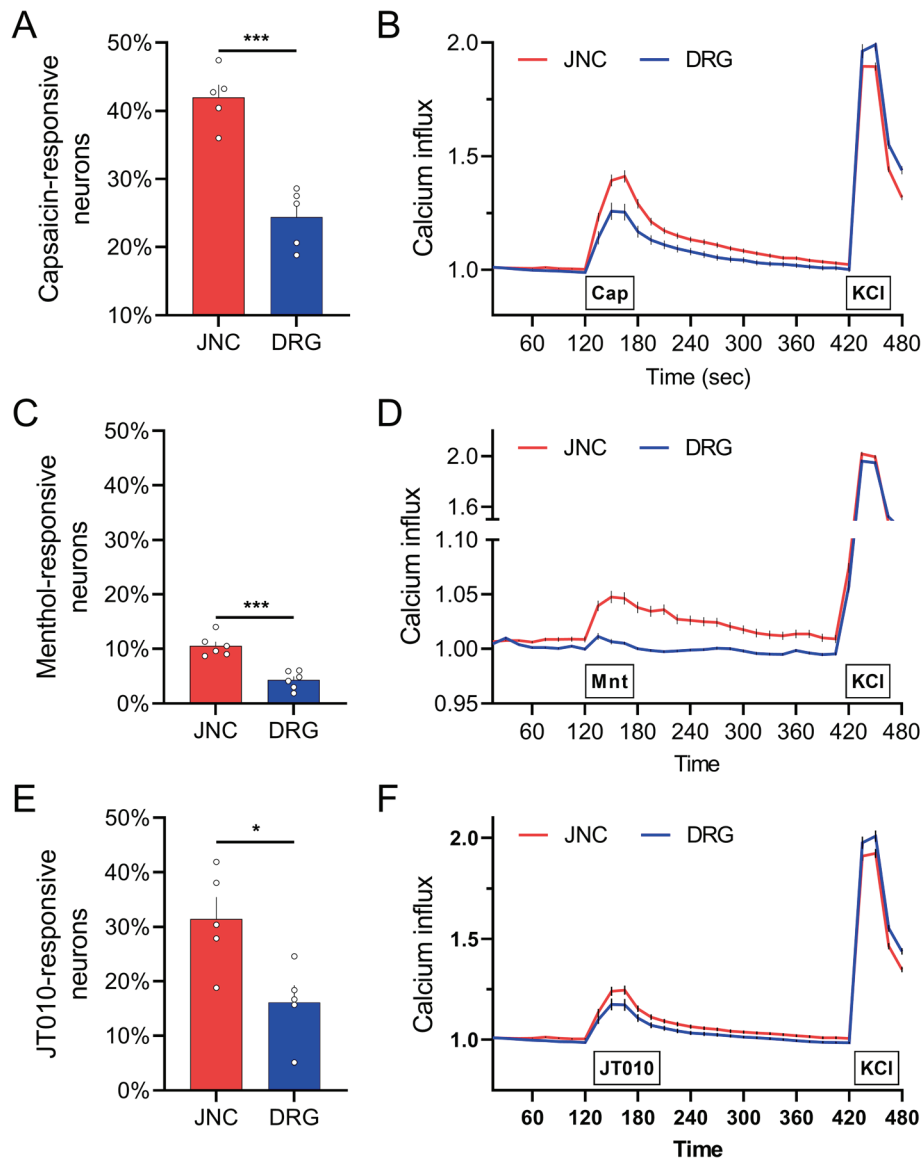 A
Capsaicin-responsive
neurons
50%
40%
30%
20%
10%
***
JNC DRG
B
Calcium influx
2.0
1.5
1.0
JNC DRG
Cap KCl
60 120 180 240 300 360 420 480
Time (sec)
C
Menthol-responsive
neurons
50%
40%
30%
20%
10%
0%
***
JNC DRG
D
Calcium influx
2.0
1.6
1.10
1.05
1.00
0.95
JNC DRG
Mnt KCl
60 120 180 240 300 360 420 480
Time
E
JT010-responsive
neurons
50%
40%
30%
20%
10%
0%
*
JNC DRG
F
Calcium influx
2.0
1.5
1.0
JNC DRG
JT010 KCl
60 120 180 240 300 360 420 480
Time